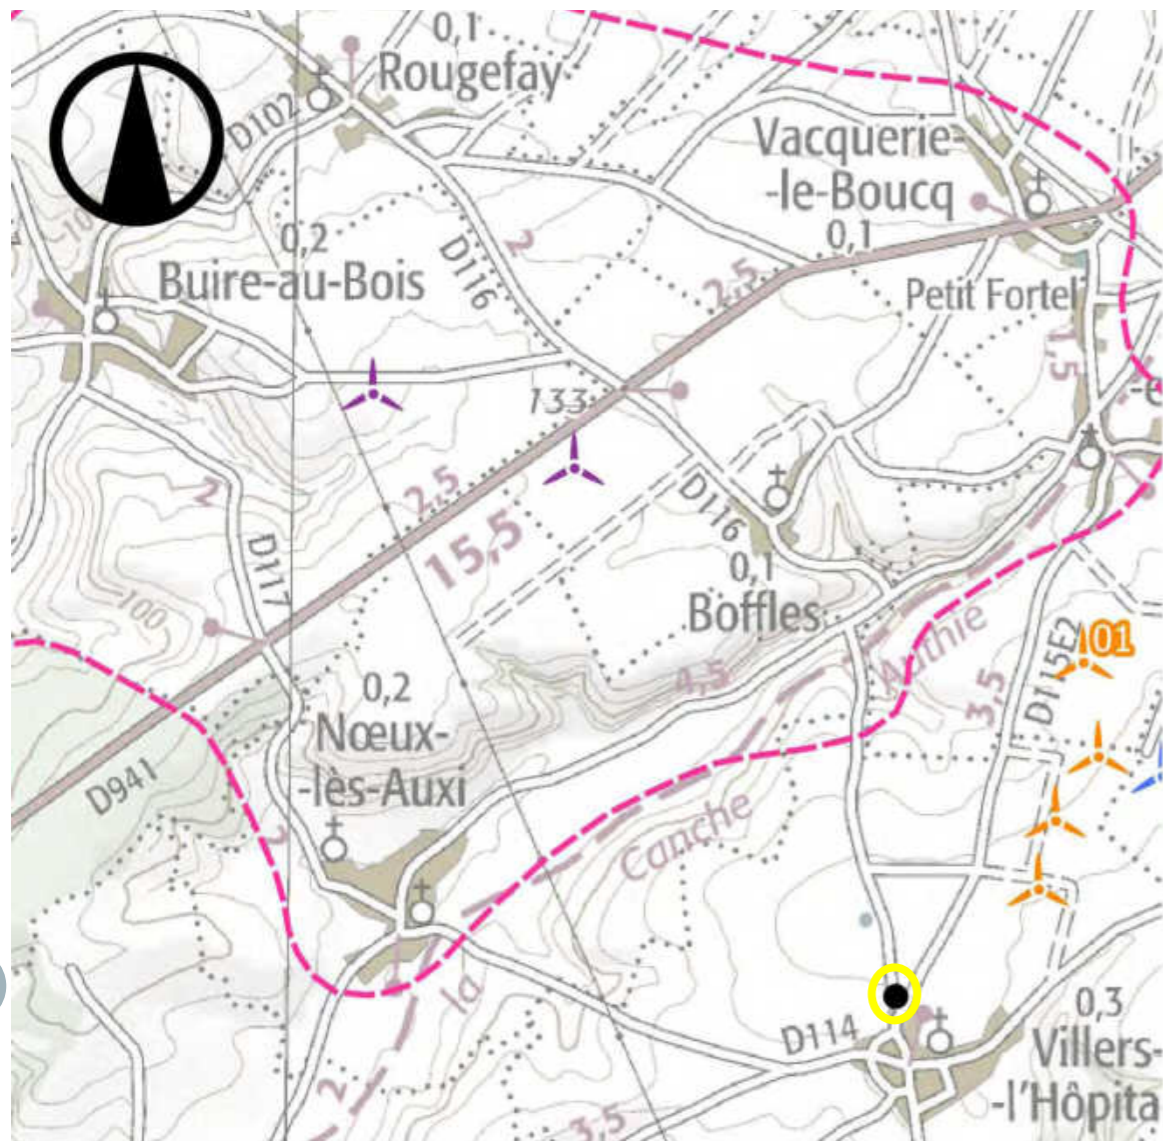 0,1
Rougefay
D102
Vacquerie-
-le-Boucq
0,1
0,2
Buire-au-Bois
D116
2
2,5
Petit Fortel
1,5
133
2
2,5
15,5
D116
D117
100
0,1
Boffles
4,5
Authie
01
D115E2
3,5
0,2
Nœux-
-lès-Auxi
D941
2
Canche
la
D114
0,3
Villers-
-l'Hôpita
2
3,5